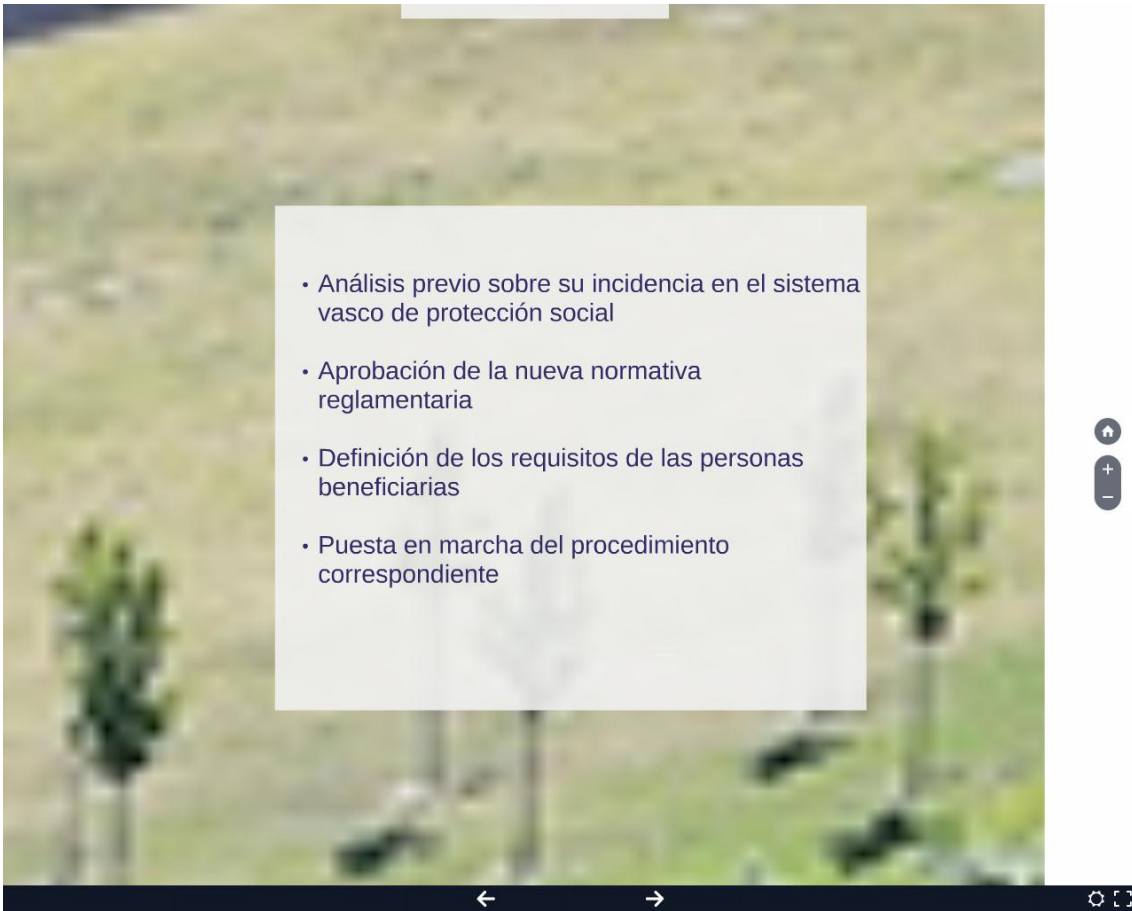 • Análisis previo sobre su incidencia en el sistema
vasco de protección social
• Aprobación de la nueva normativa
reglamentaria
• Definición de los requisitos de las personas
beneficiarias
• Puesta en marcha del procedimiento
correspondiente